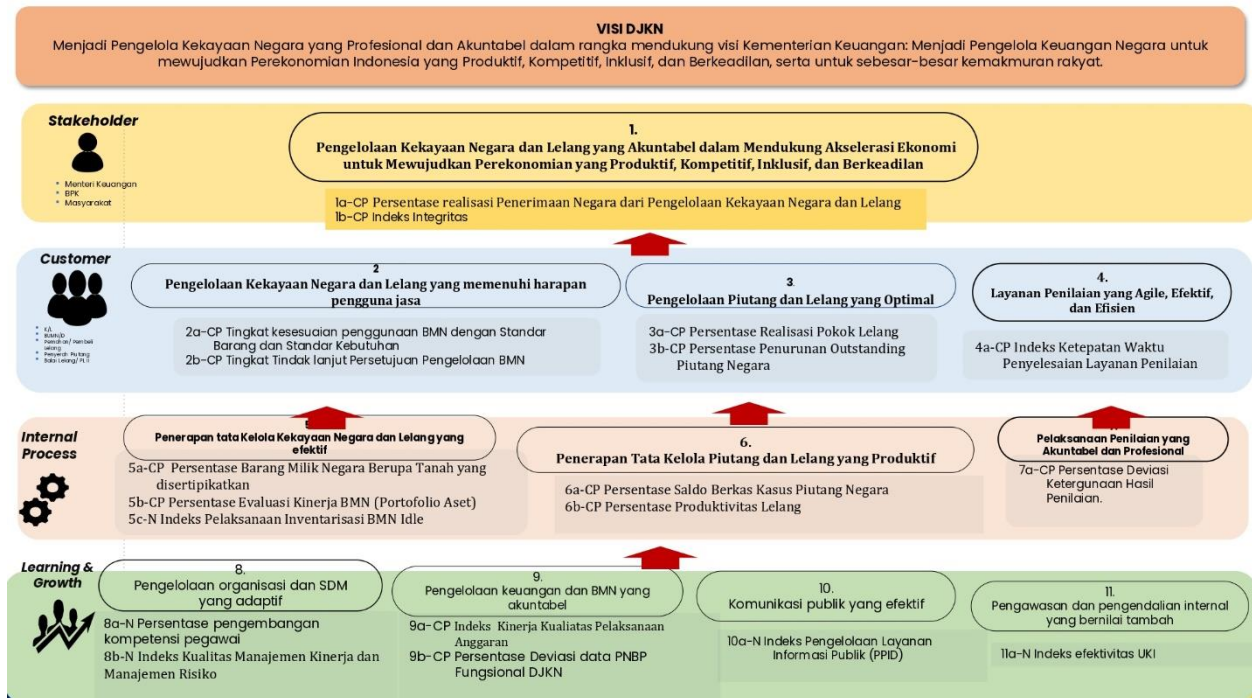 VISI DJKN
Menjadi Pengelola Kekayaan Negara yang Profesional dan Akuntabel dalam rangka mendukung visi Kementerian Keuangan: Menjadi Pengelola Keuangan Negara untuk
mewujudkan Perekonomian Indonesia yang Produktif, Kompetitif, Inklusif, dan Berkeadilan, serta untuk sebesar-besar kemakmuran rakyat.
Stakeholder
Menteri Keuangan
BPK
Masyarakat
1.
Pengelolaan Kekayaan Negara dan Lelang yang Akuntabel dalam Mendukung Akselerasi Ekonomi
untuk Mewujudkan Perekonomian yang Produktif, Kompetitif, Inklusif, dan Berkeadilan
1a-CP Persentase realisasi Penerimaan Negara dari Pengelolaan Kekayaan Negara dan Lelang
1b-CP Indeks Integritas
Customer
K/L
BUMN/D
Pemohon/ Pembeli
Lelang
Penyerah Piutang
Balai Lelang/ PL II
2
Pengelolaan Kekayaan Negara dan Lelang yang memenuhi harapan
pengguna jasa
2a-CP Tingkat kesesuaian penggunaan BMN dengan Standar
Barang dan Standar Kebutuhan
2b-CP Tingkat Tindak lanjut Persetujuan Pengelolaan BMN
3.
Pengelolaan Piutang dan Lelang yang Optimal
3a-CP Persentase Realisasi Pokok Lelang
3b-CP Persentase Penurunan Outstanding
Piutang Negara
4.
Layanan Penilaian yang Agile, Efektif,
dan Efisien
4a-CP Indeks Ketepatan Waktu
Penyelesaian Layanan Penilaian
Internal
Process
Penerapan tata Kelola Kekayaan Negara dan Lelang yang
efektif
5a-CP Persentase Barang Milik Negara Berupa Tanah yang
disertipikatkan
5b-CP Persentase Evaluasi Kinerja BMN (Portofolio Aset)
5c-N Indeks Pelaksanaan Inventarisasi BMN Idle
6.
Penerapan Tata Kelola Piutang dan Lelang yang Produktif
6a-CP Persentase Saldo Berkas Kasus Piutang Negara
6b-CP Persentase Produktivitas Lelang
Pelaksanaan Penilaian yang
Akuntabel dan Profesional
7a-CP Persentase Deviasi
Ketergunaan Hasil
Penilaian.
Learning &
Growth
8.
Pengelolaan organisasi dan SDM
yang adaptif
8a-N Persentase pengembangan
kompetensi pegawai
8b-N Indeks Kualitas Manajemen Kinerja dan
Manajemen Risiko
9.
Pengelolaan keuangan dan BMN yang
akuntabel
9a-CP Indeks Kinerja Kualiatas Pelaksanaan
Anggaran
9b-CP Persentase Deviasi data PNBP
Fungsional DJKN
10.
Komunikasi publik yang efektif
10a-N Indeks Pengelolaan Layanan
Informasi Publik (PPID)
11.
Pengawasan dan pengendalian internal
yang bernilai tambah
11a-N Indeks efektivitas UKI